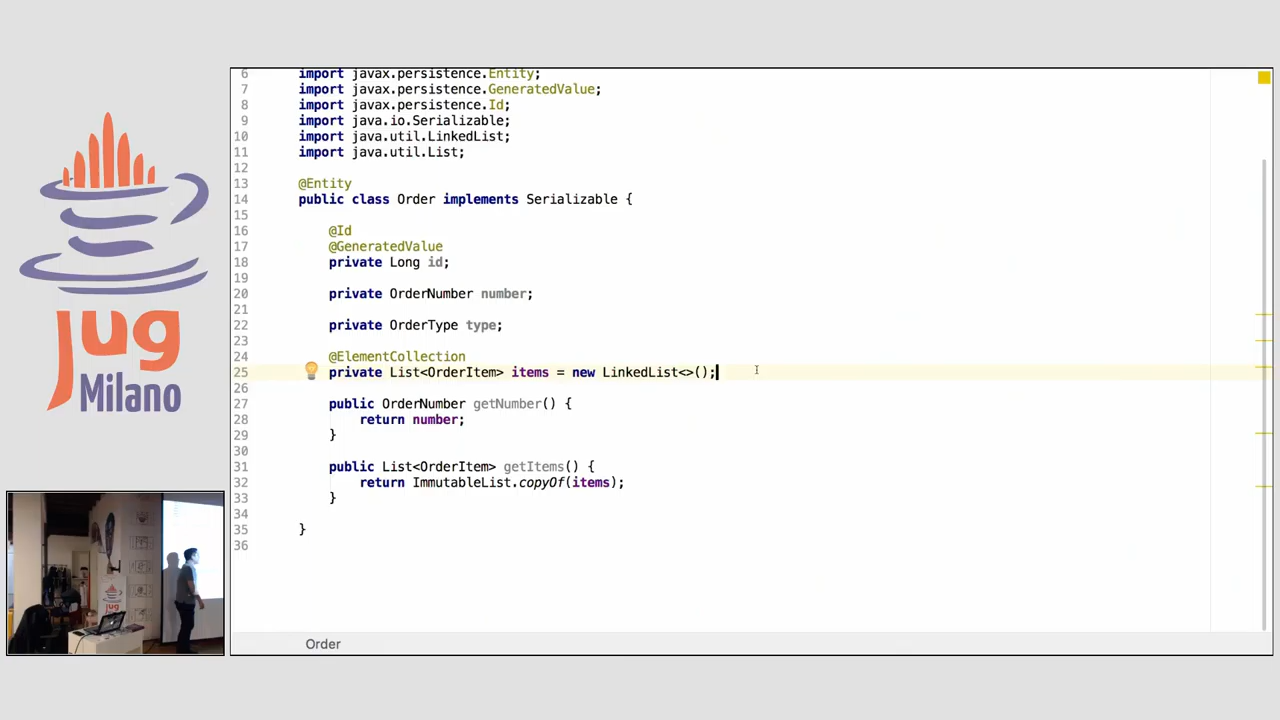 6 import javax.persistence.Entity;
7 import javax.persistence.GeneratedValue;
8 import javax.persistence.Id;
9 import java.io.Serializable;
10 import java.util.LinkedList;
11 import java.util.List;
12
13 @Entity
14 public class Order implements Serializable {
15
16 @Id
17 @GeneratedValue
18 private Long id;
19
20 private OrderNumber number;
21
22 private OrderType type;
23
24 @ElementCollection
25 private List<OrderItem> items = new LinkedList<>();
26
27 public OrderNumber getNumber() {
28 return number;
29 }
30
31 public List<OrderItem> getItems() {
32 return ImmutableList.copyOf(items);
33 }
34
35 }
36
Order
jug
Milano
jug